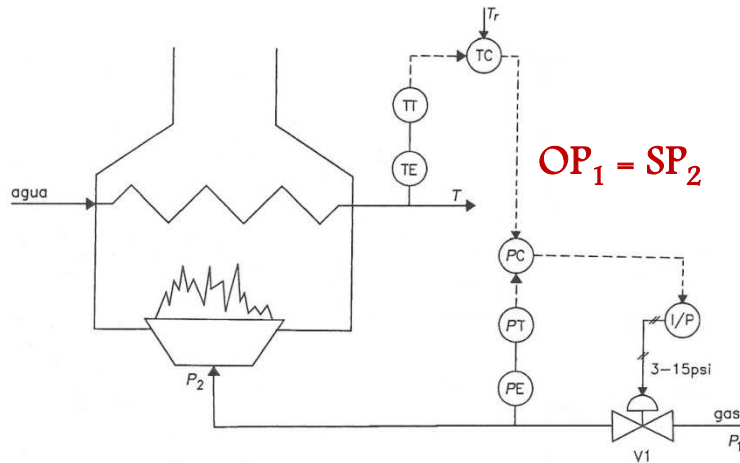 Tr
TC
TT
TE
OP1 = SP2
agua
T
PC
PT
I/P
P2
3-15psi
PE
gas
P1
V1